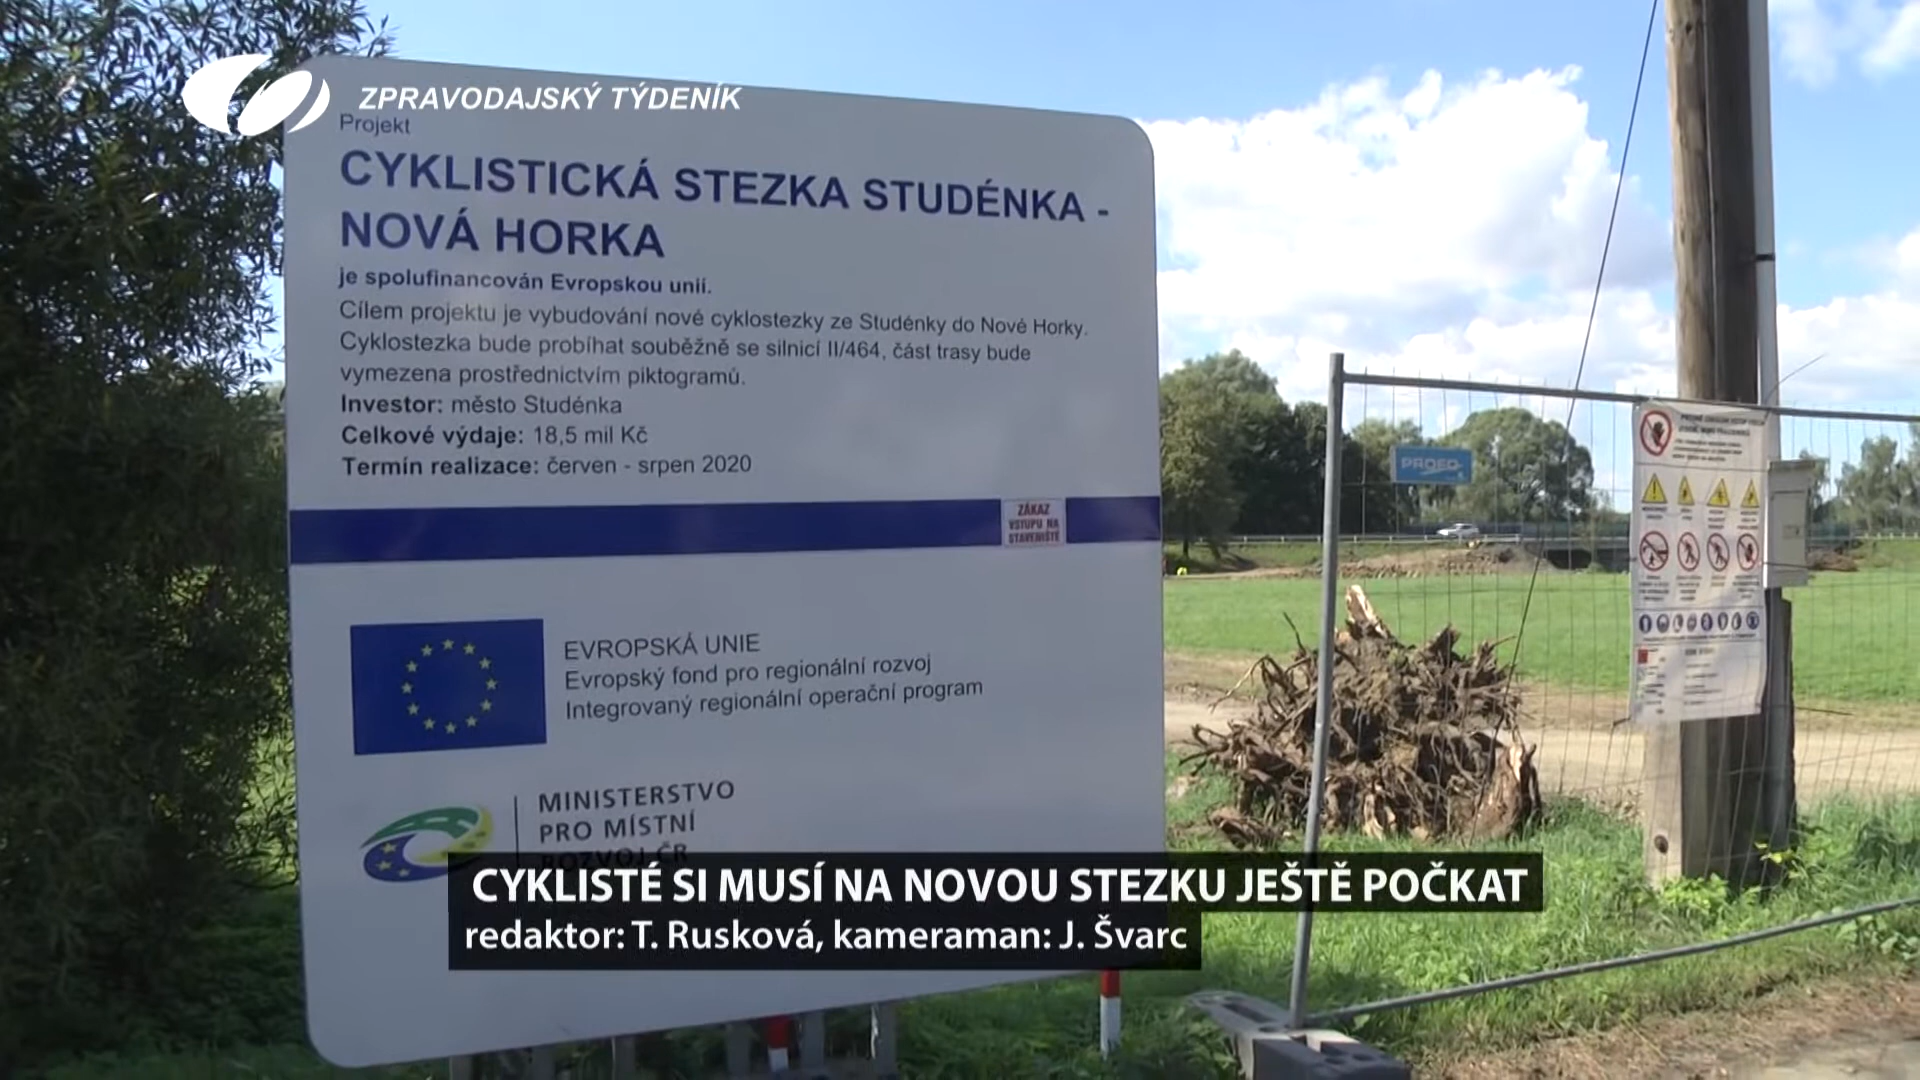 ZPRAVODAJSKÝ TÝDENÍK
Projekt
CYKLISTICKÁ STEZKA STUDÉNKA -
NOVÁ HORKA
je spolufinancován Evropskou unií.
Cílem projektu je vybudování nové cyklostezky ze Studénky do Nové Horky.
Cyklostezka bude probíhat souběžně se silnicí II/464, část trasy bude
vymezena prostřednictvím piktogramů.
Investor: město Studénka
Celkové výdaje: 18,5 mil Kč
Termín realizace: červen - srpen 2020
ZÁKAZ
VSTUPU NA
STAVENIŠTĚ
EVROPSKÁ UNIE
Evropský fond pro regionální rozvoj
Integrovaný regionální operační program
MINISTERSTVO
PRO MÍSTNÍ
ROZVOJ ČR
CYKLISTÉ SI MUSÍ NA NOVOU STEZKU JEŠTĚ POČKAT
redaktor: T. Rusková, kameraman: J. Švarc